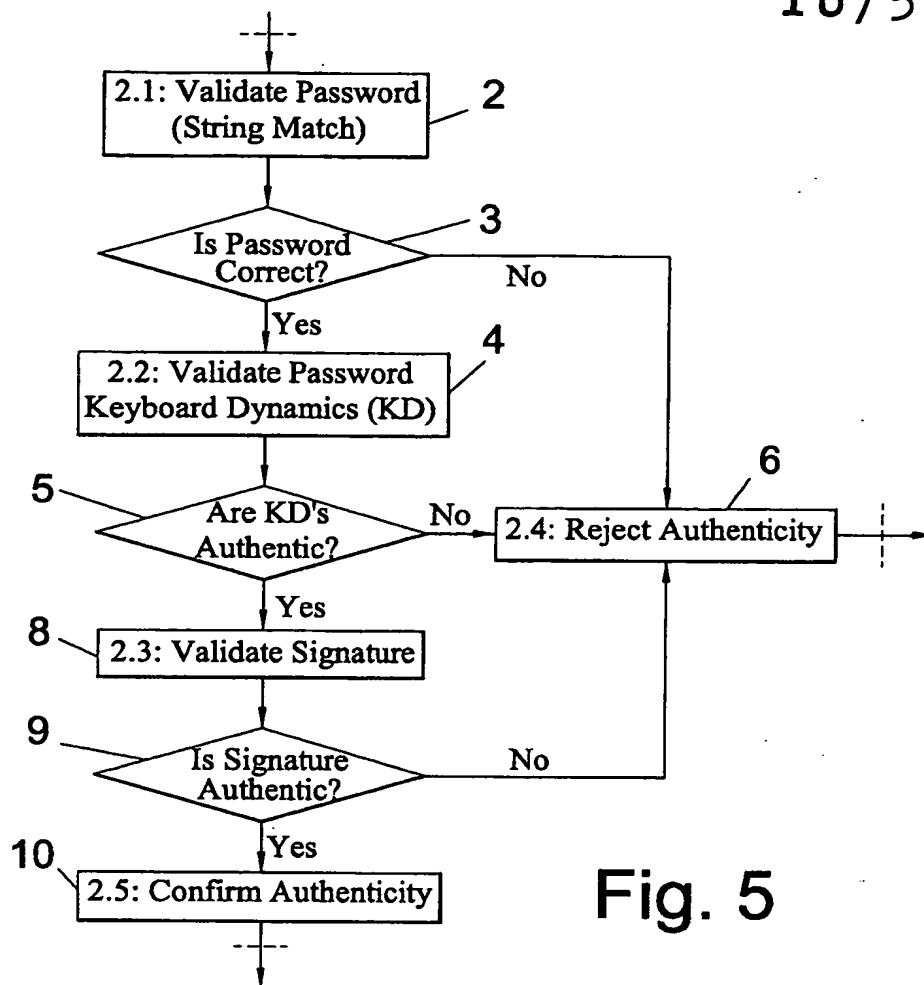 2.1: Validate Password
(String Match)
2
Is Password
Correct?
3
No
Yes
2.2: Validate Password
Keyboard Dynamics (KD)
4
5
Are KD's
Authentic?
No
6
2.4: Reject Authenticity
Yes
8
2.3: Validate Signature
9
Is Signature
Authentic?
No
Yes
10
2.5: Confirm Authenticity
Fig. 5